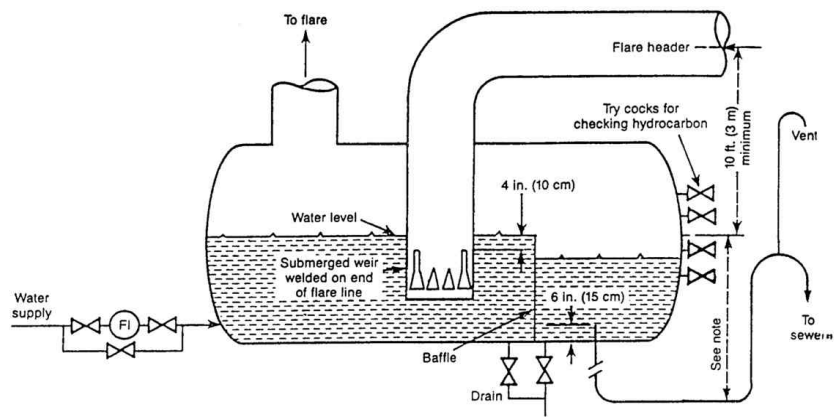 To flare
Flare header
Try cocks for
checking hydrocarbon
10 ft. (3 m)
minimum
Vent
4 in. (10 cm)
Water level
Submerged weir
welded on end
of flare line
6 in. (15 cm)
Water
supply
FI
Baffle
See note
To
sewer
Drain